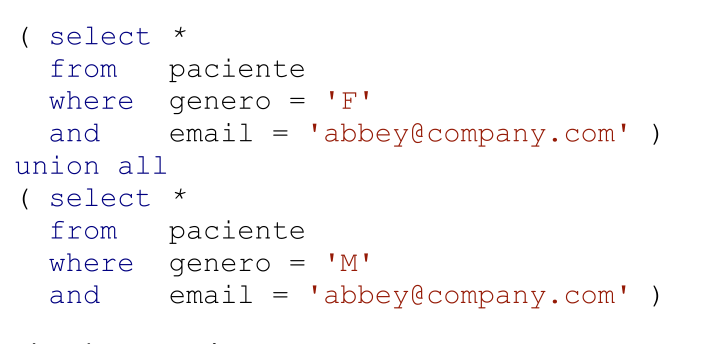 ( select *
from paciente
where genero = 'F'
and email = 'abbey@company.com' )
union all
( select *
from paciente
where genero = 'M'
and email = 'abbey@company.com' )